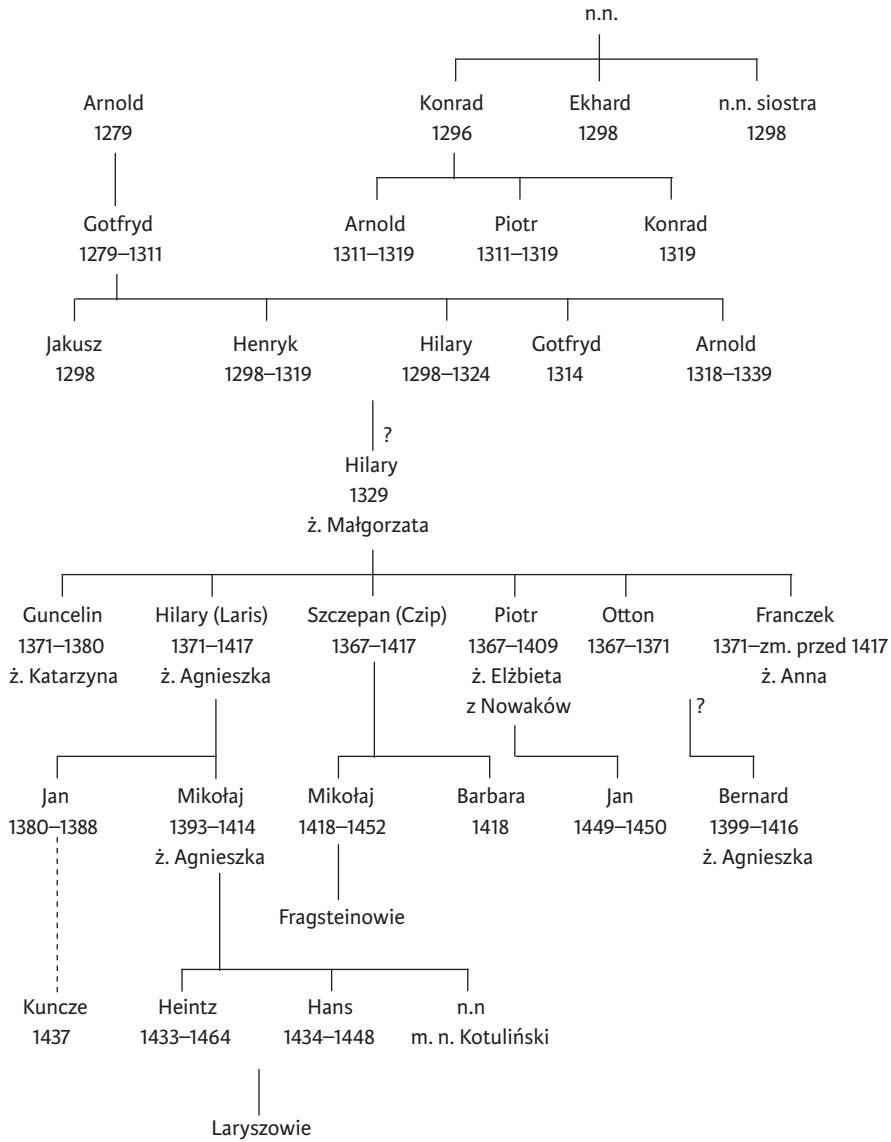 n.n.
Arnold Konrad Ekhard n.n. siostra
1279 1296 1298 1298
Gotfryd Arnold Piotr Konrad
1279–1311 1311–1319 1311–1319 1319
Jakusz Henryk Hilary Gotfryd Arnold
1298 1298–1319 1298–1324 1314 1318–1339
?
Hilary
1329
ż. Małgorzata
Guncelin Hilary (Laris) Szczepan (Czip) Piotr Otton Franczek
1371–1380 1371–1417 1367–1417 1367–1409 1367–1371 1371–zm. przed 1417
ż. Katarzyna ż. Agnieszka ż. Elżbieta ż. Anna
z Nowaków ?
Jan Mikołaj Mikołaj Barbara Jan Bernard
1380–1388 1393–1414 1418–1452 1418 1449–1450 1399–1416
ż. Agnieszka ż. Agnieszka
Fragsteinowie
Kuncze Heintz Hans n.n
1437 1433–1464 1434–1448 m. n. Kotuliński
Laryszowie